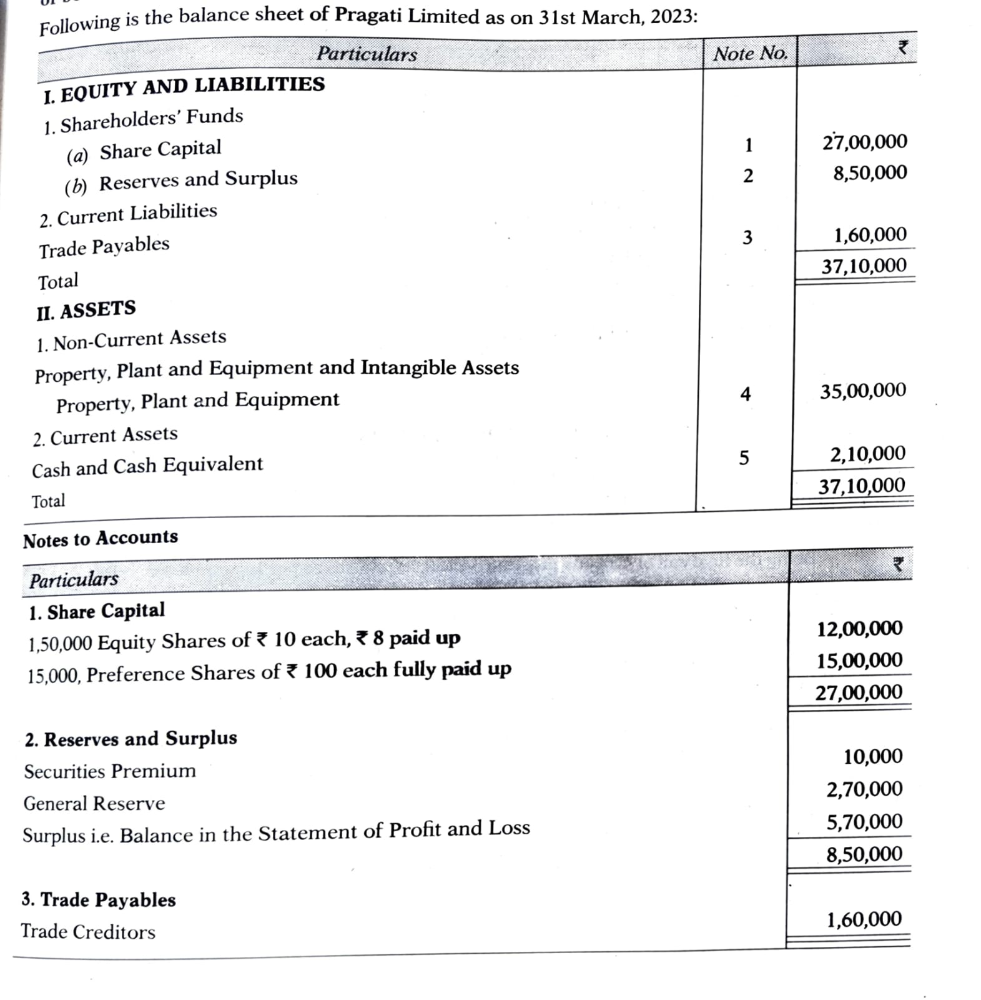 Following is the balance sheet of Pragati Limited as on 31st March, 2023:
Particulars Note No. ₹
I. EQUITY AND LIABILITIES
1. Shareholders' Funds
(a) Share Capital 1 27,00,000
(b) Reserves and Surplus 2 8,50,000
2. Current Liabilities
Trade Payables 3 1,60,000
Total 37,10,000
II. ASSETS
1. Non-Current Assets
Property, Plant and Equipment and Intangible Assets
Property, Plant and Equipment 4 35,00,000
2. Current Assets
Cash and Cash Equivalent 5 2,10,000
Total 37,10,000
Notes to Accounts
Particulars ₹
1. Share Capital
1,50,000 Equity Shares of ₹ 10 each, ₹ 8 paid up 12,00,000
15,000, Preference Shares of ₹ 100 each fully paid up 15,00,000
27,00,000
2. Reserves and Surplus
Securities Premium 10,000
General Reserve 2,70,000
Surplus i.e. Balance in the Statement of Profit and Loss 5,70,000
8,50,000
3. Trade Payables
Trade Creditors 1,60,000